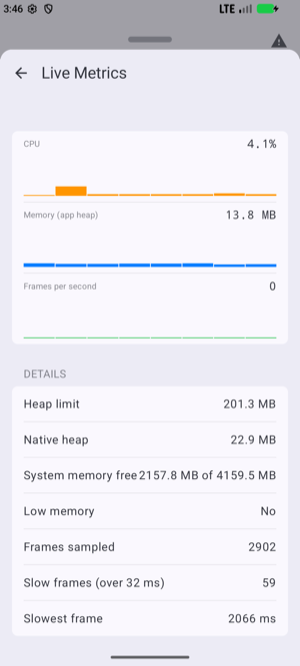 3:46 LTE
Live Metrics
CPU 4.1%
Memory (app heap) 13.8 MB
Frames per second 0
DETAILS
Heap limit 201.3 MB
Native heap 22.9 MB
System memory free 2157.8 MB of 4159.5 MB
Low memory No
Frames sampled 2902
Slow frames (over 32 ms) 59
Slowest frame 2066 ms